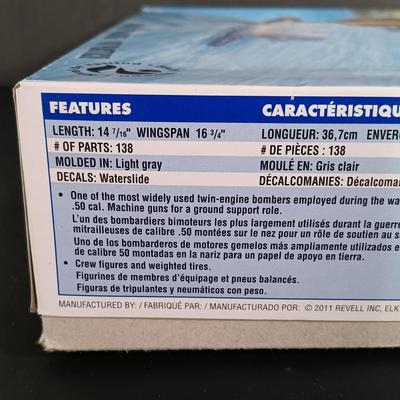 FEATURES CARACTÉRISTIQU
LENGTH: 14 7/16" WINGSPAN 16 3/4" LONGUEUR: 36,7cm ENVER
# OF PARTS: 138 # DE PIÈCES : 138
MOLDED IN: Light gray MOULÉ EN: Gris clair
DECALS: Waterslide DÉCALCOMANIES: Décalcoman
• One of the most widely used twin-engine bombers employed during the wa
.50 cal. Machine guns for a ground support role.
L'un des bombardiers bimoteurs les plus largement utilisés durant la guerre
mitrailleuses de calibre .50 montées sur le nez pour un rôle de soutien au s
Uno de los bombarderos de motores gemelos más ampliamente utilizados e
de calibre 50 montadas en la nariz para un papel de apoyo en tierra.
• Crew figures and weighted tires.
Figurines de membres d'équipage et pneus balancés.
Figuras de tripulantes y neumáticos con peso.
MANUFACTURED BY: / FABRIQUÉ PAR: / MANUFACTURADO POR: © 2011 REVELL INC, ELK